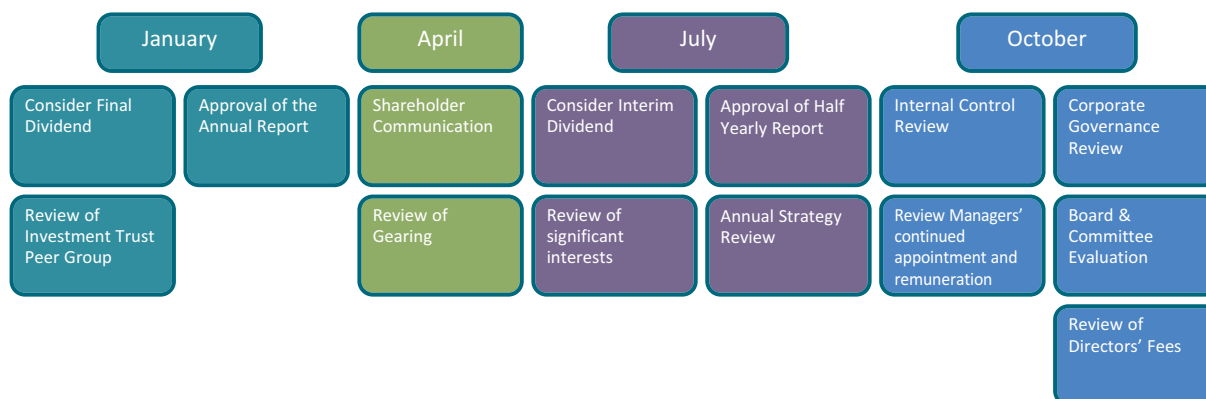 January
April
July
October
Consider Final
Dividend
Approval of the
Annual Report
Shareholder
Communication
Consider Interim
Dividend
Approval of Half
Yearly Report
Internal Control
Review
Corporate
Governance
Review
Review of
Investment Trust
Peer Group
Review of
Gearing
Review of
significant
interests
Annual Strategy
Review
Review Managers’
continued
appointment and
remuneration
Board &
Committee
Evaluation
Review of
Directors’ Fees